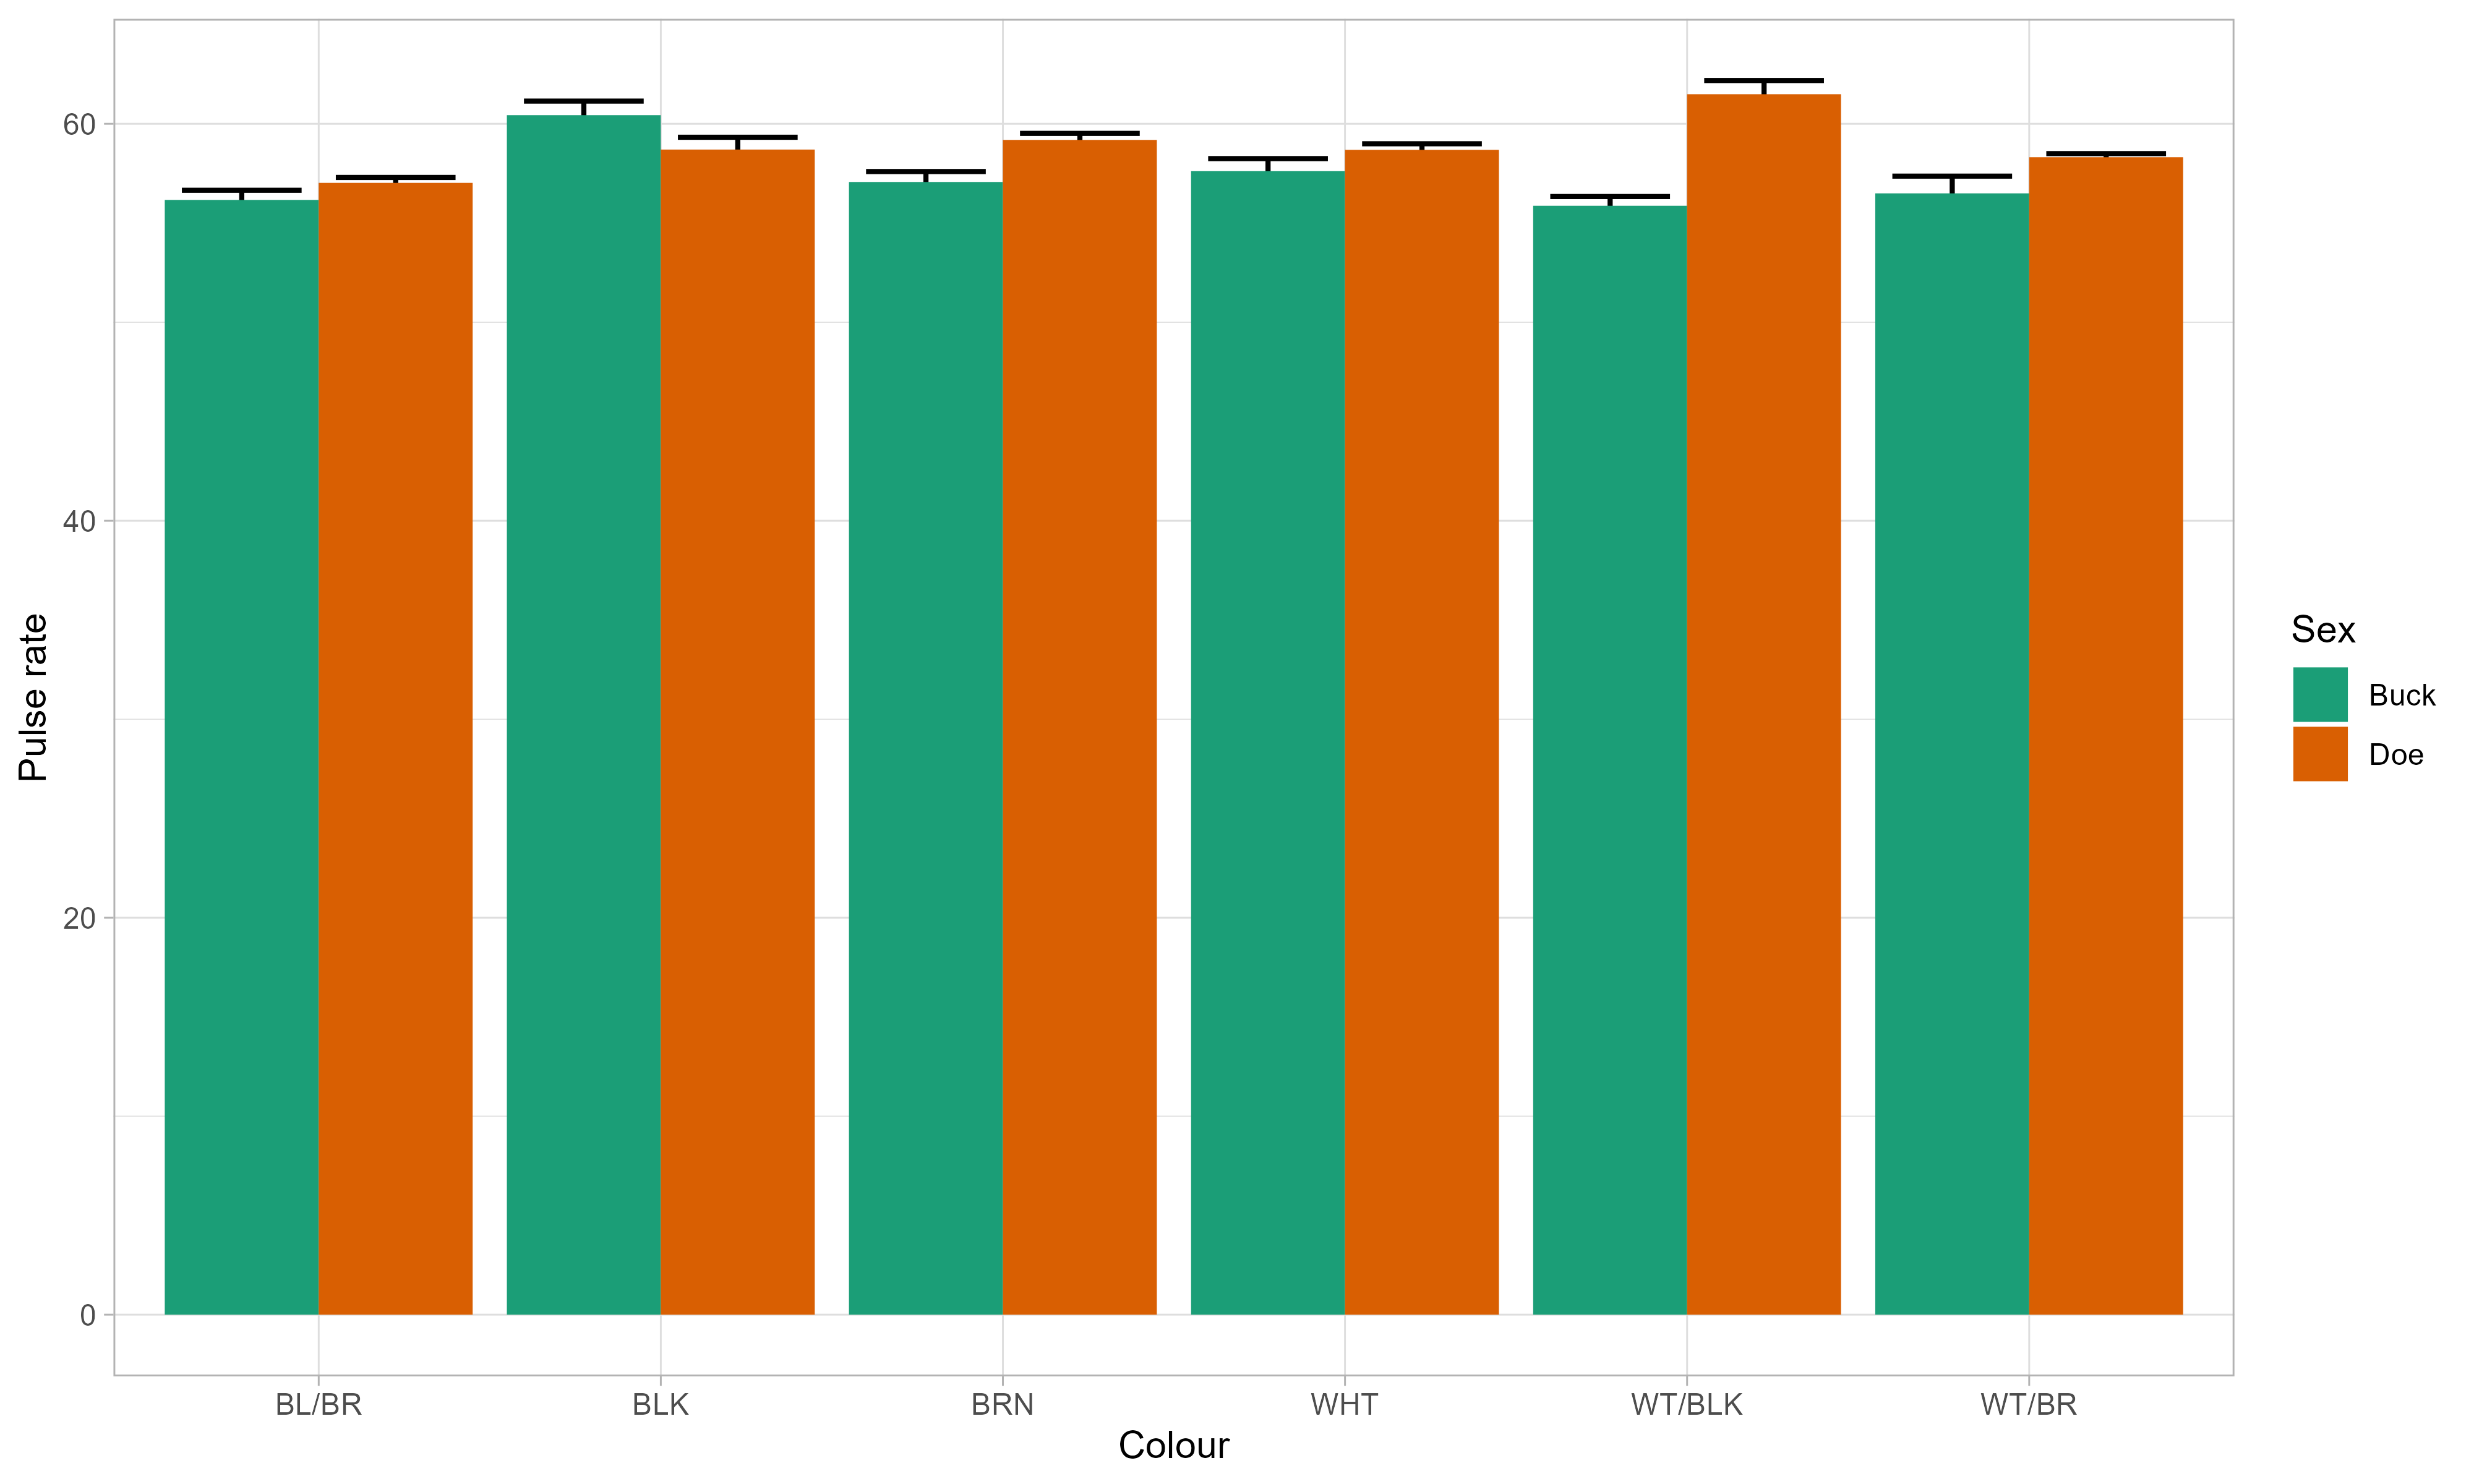 60
40
20
0
Pulse rate
BL/BR BLK BRN WHT WT/BLK WT/BR
Colour
Sex
Buck
Doe